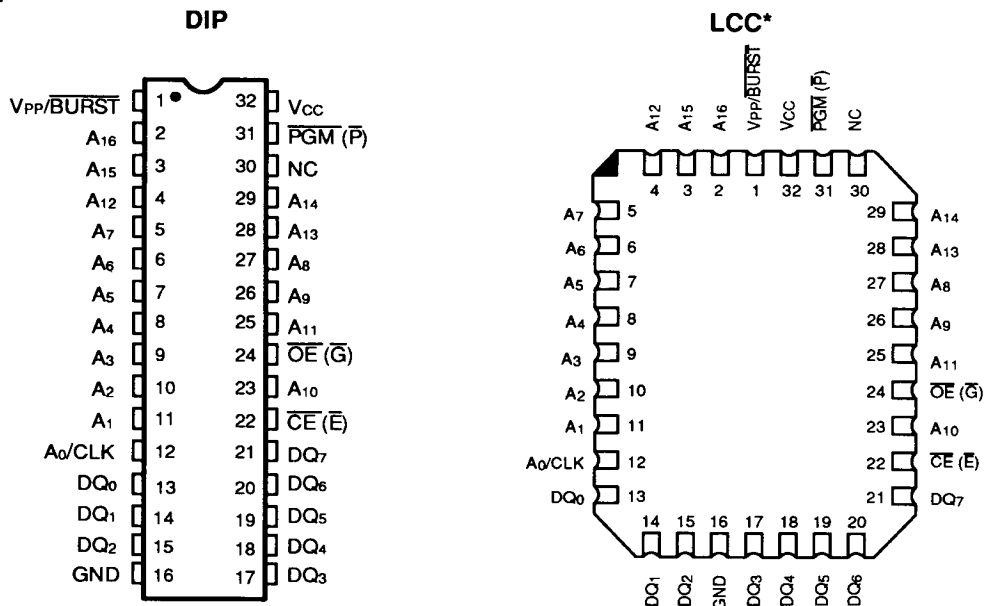 DIP
VPP/BURST 1 32 VCC
A16 2 31 PGM (P)
A15 3 30 NC
A12 4 29 A14
A7 5 28 A13
A6 6 27 A8
A5 7 26 A9
A4 8 25 A11
A3 9 24 OE (G)
A2 10 23 A10
A1 11 22 CE (E)
A0/CLK 12 21 DQ7
DQ0 13 20 DQ6
DQ1 14 19 DQ5
DQ2 15 18 DQ4
GND 16 17 DQ3
LCC*
A12 A15 A16 VPP/BURST VCC PGM (P) NC
4 3 2 1 32 31 30
A7 5 29 A14
A6 6 28 A13
A5 7 27 A8
A4 8 26 A9
A3 9 25 A11
A2 10 24 OE (G)
A1 11 23 A10
A0/CLK 12 22 CE (E)
DQ0 13 21 DQ7
14 15 16 17 18 19 20
DQ1 DQ2 GND DQ3 DQ4 DQ5 DQ6